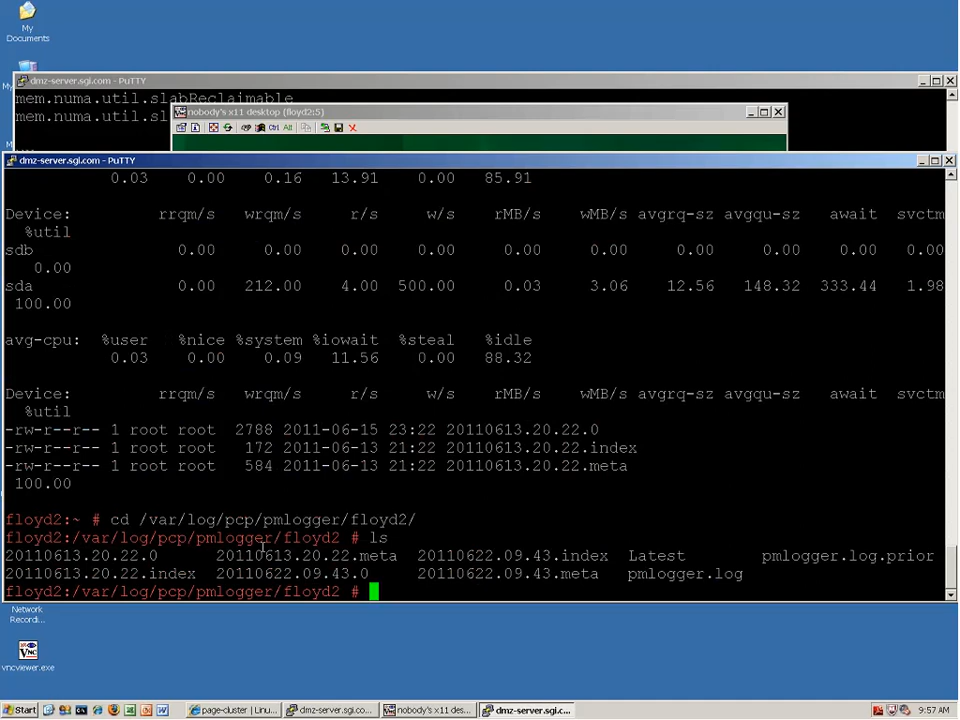 My
Documents
dmz-server.sgi.com - PuTTY
mem.numa.util.slabReclaimable
mem.numa.util.sl
nobody's x11 desktop (floyd2:5)
Ctrl Alt
dmz-server.sgi.com - PuTTY
0.03 0.00 0.16 13.91 0.00 85.91
Device: rrqm/s wrqm/s r/s w/s rMB/s wMB/s avgrq-sz avgqu-sz await svctm
%util
sdb 0.00 0.00 0.00 0.00 0.00 0.00 0.00 0.00 0.00 0.00
0.00
sda 0.00 212.00 4.00 500.00 0.03 3.06 12.56 148.32 333.44 1.98
100.00
avg-cpu: %user %nice %system %iowait %steal %idle
0.03 0.00 0.09 11.56 0.00 88.32
Device: rrqm/s wrqm/s r/s w/s rMB/s wMB/s avgrq-sz avgqu-sz await svctm
%util
-rw-r--r-- 1 root root 2788 2011-06-15 23:22 20110613.20.22.0
-rw-r--r-- 1 root root 172 2011-06-13 21:22 20110613.20.22.index
-rw-r--r-- 1 root root 584 2011-06-13 21:22 20110613.20.22.meta
100.00
floyd2:~ # cd /var/log/pcp/pmlogger/floyd2/
floyd2:/var/log/pcp/pmlogger/floyd2 # ls
20110613.20.22.0 20110613.20.22.meta 20110622.09.43.index Latest pmlogger.log.prior
20110613.20.22.index 20110622.09.43.0 20110622.09.43.meta pmlogger.log
floyd2:/var/log/pcp/pmlogger/floyd2 #
Network
Recordi...
vncviewer.exe
Start page-cluster | Linu... dmz-server.sgi.co... nobody's x11 des... dmz-server.sgi.c... 9:57 AM